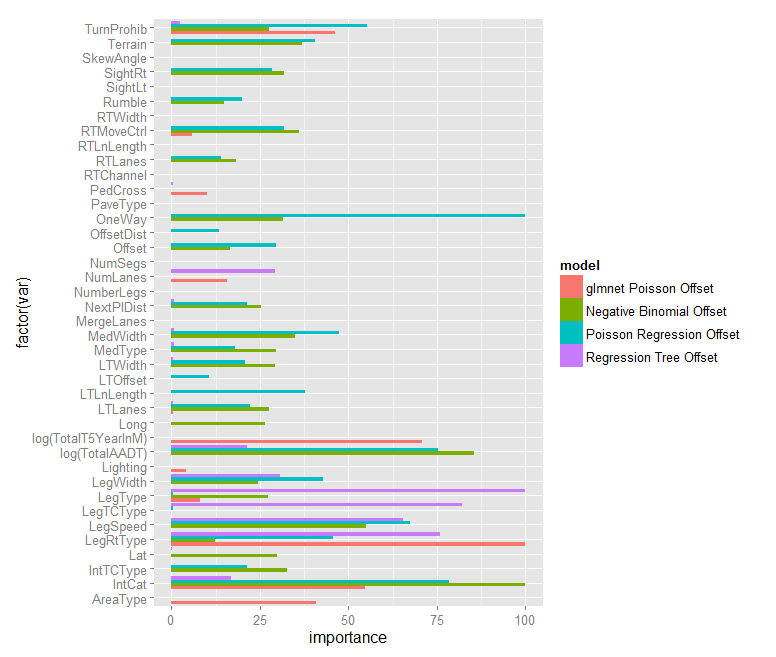 factor(var)
TurnProhib
Terrain
SkewAngle
SightRt
SightLt
Rumble
RTWidth
RTMoveCtrl
RTLnLength
RTLanes
RTChannel
PedCross
PaveType
OneWay
OffsetDist
Offset
NumSegs
NumLanes
NumberLegs
NextPIDist
MergeLanes
MedWidth
MedType
LTWidth
LTOffset
LTLnLength
LTLanes
Long
log(TotalT5YearInM)
log(TotalAADT)
Lighting
LegWidth
LegType
LegTCType
LegSpeed
LegRtType
Lat
IntTCType
IntCat
AreaType
0 25 50 75 100
importance
model
glmnet Poisson Offset
Negative Binomial Offset
Poisson Regression Offset
Regression Tree Offset